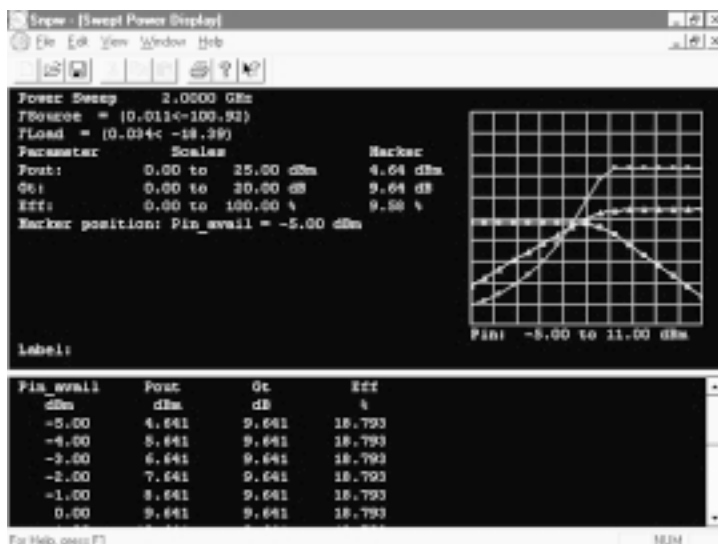 Snpw - [Swept Power Display]
File Edit View Window Help
Power Sweep 2.0000 GHz
ΓSource = (0.011<-100.92)
ΓLoad = (0.034< -18.39)
Parameter Scales Marker
Pout: 0.00 to 25.00 dBm 4.64 dBm
Gt: 0.00 to 20.00 dB 9.64 dB
Eff: 0.00 to 100.00 % 9.58 %
Marker position: Pin_avail = -5.00 dBm
Pin: -5.00 to 11.00 dBm
Label:
Pin_avail Pout Gt Eff
dBm dBm dB %
-5.00 4.641 9.641 18.793
-4.00 5.641 9.641 18.793
-3.00 6.641 9.641 18.793
-2.00 7.641 9.641 18.793
-1.00 8.641 9.641 18.793
0.00 9.641 9.641 18.793
For Help, press F1
NUM